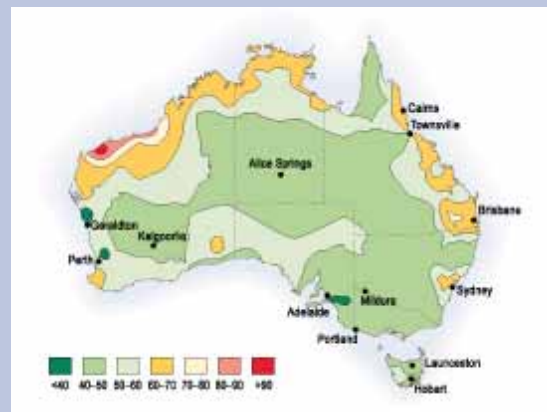 Cairns
Townsville
Alice Springs
Brisbane
Geraldton
Kalgoorlie
Perth
Sydney
Adelaide
Mildura
Portland
Launceston
Hobart
<40 40–50 50–60 60–70 70–80 80–90 >90